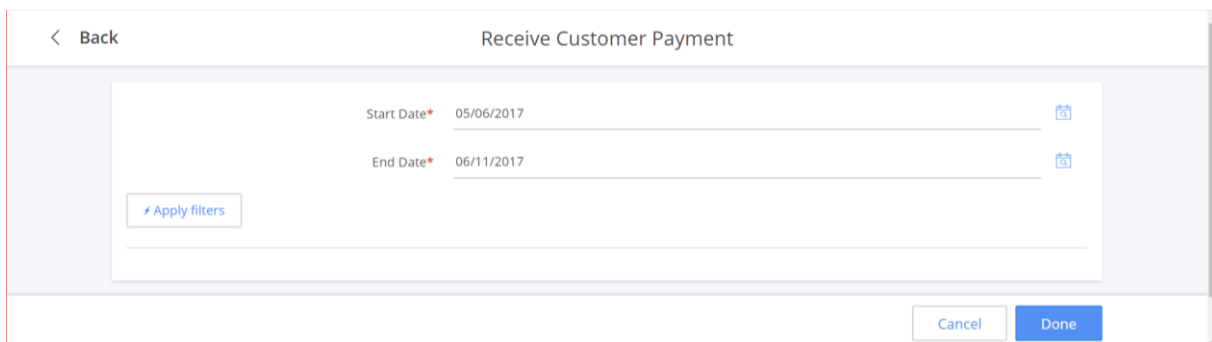 Back
Receive Customer Payment
Start Date* 05/06/2017
End Date* 06/11/2017
Apply filters
Cancel
Done